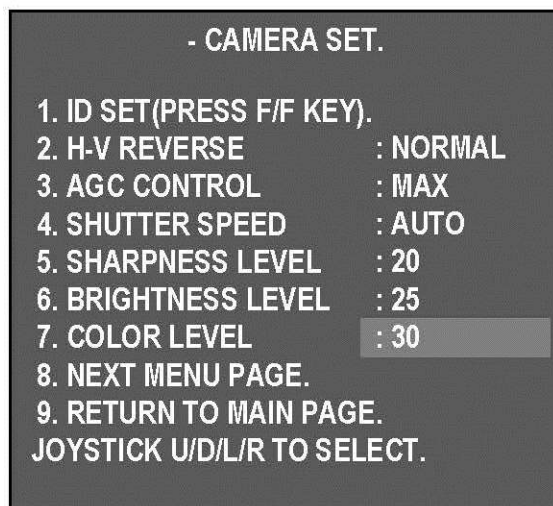 - CAMERA SET.
1. ID SET(PRESS F/F KEY).
2. H-V REVERSE : NORMAL
3. AGC CONTROL : MAX
4. SHUTTER SPEED : AUTO
5. SHARPNESS LEVEL : 20
6. BRIGHTNESS LEVEL : 25
7. COLOR LEVEL : 30
8. NEXT MENU PAGE.
9. RETURN TO MAIN PAGE.
JOYSTICK U/D/L/R TO SELECT.